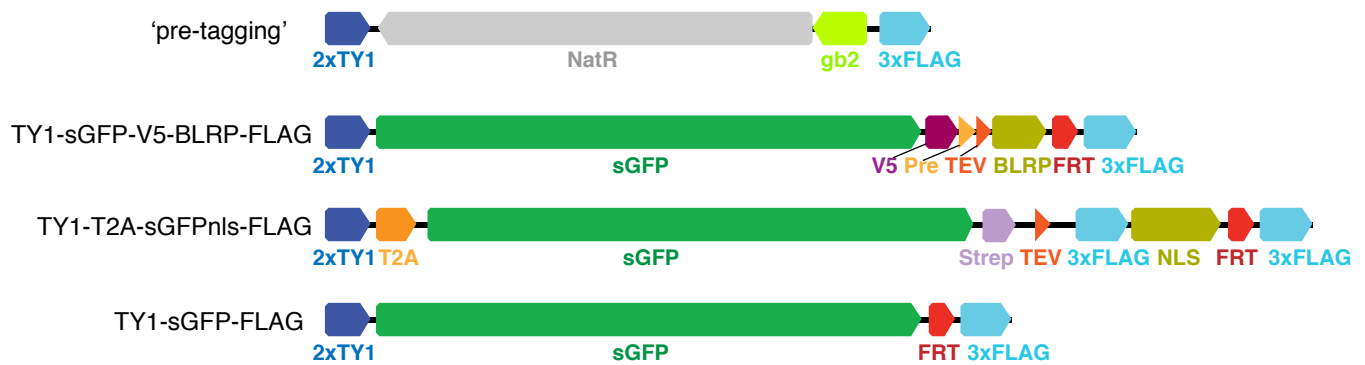 ‘pre-tagging’
2xTY1 NatR gb2 3xFLAG
TY1-sGFP-V5-BLRP-FLAG
2xTY1 sGFP V5 Pre TEV BLRP FRT 3xFLAG
TY1-T2A-sGFPnls-FLAG
2xTY1 T2A sGFP Strep TEV 3xFLAG NLS FRT 3xFLAG
TY1-sGFP-FLAG
2xTY1 sGFP FRT 3xFLAG